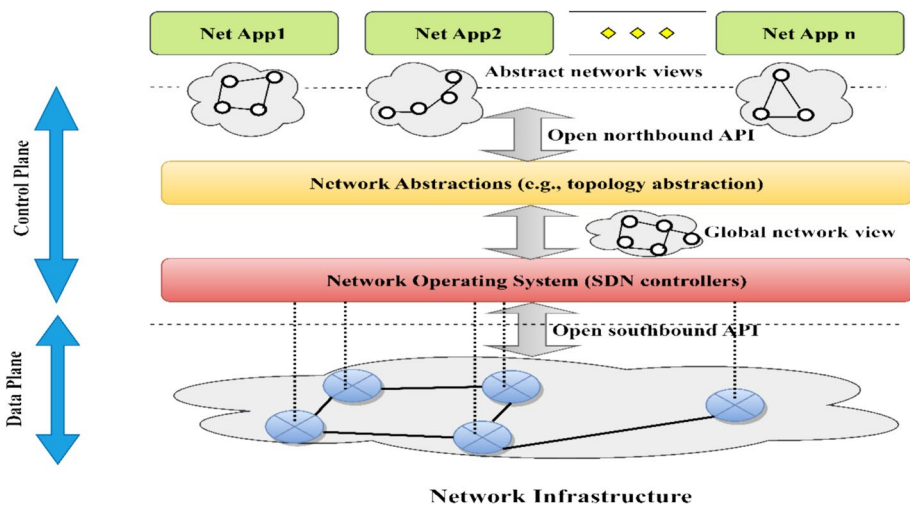 Net App1
Net App2
Net App n
Abstract network views
Open northbound API
Network Abstractions (e.g., topology abstraction)
Global network view
Network Operating System (SDN controllers)
Open southbound API
Control Plane
Data Plane
Network Infrastructure